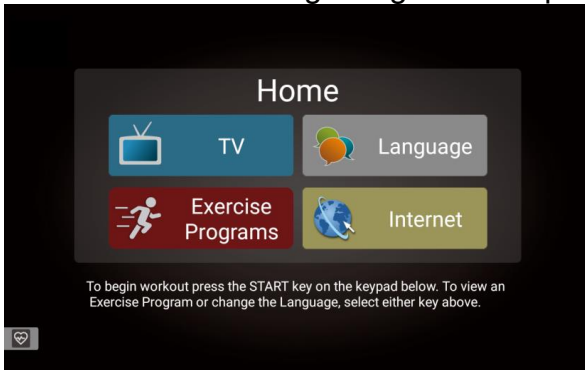 Home
TV
Language
Exercise
Programs
Internet
To begin workout press the START key on the keypad below. To view an
Exercise Program or change the Language, select either key above.